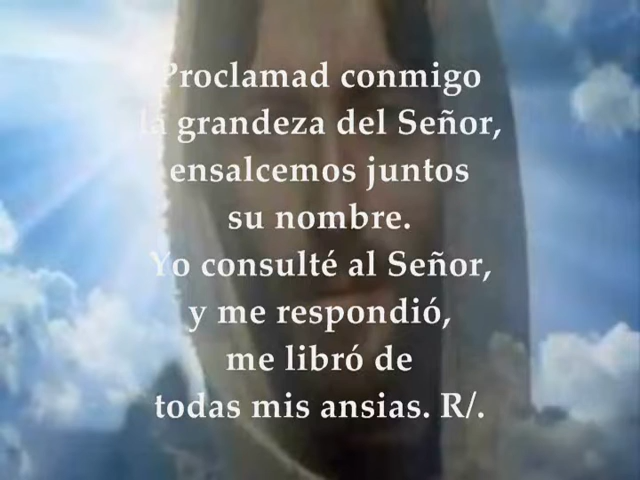 Proclamad conmigo
la grandeza del Señor,
ensalcemos juntos
su nombre.
Yo consulté al Señor,
y me respondió,
me libró de
todas mis ansias. R/.